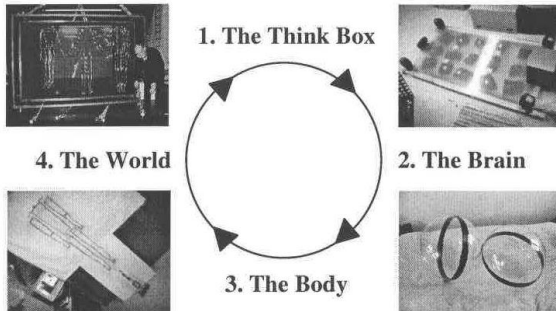 1. The Think Box
4. The World
2. The Brain
3. The Body